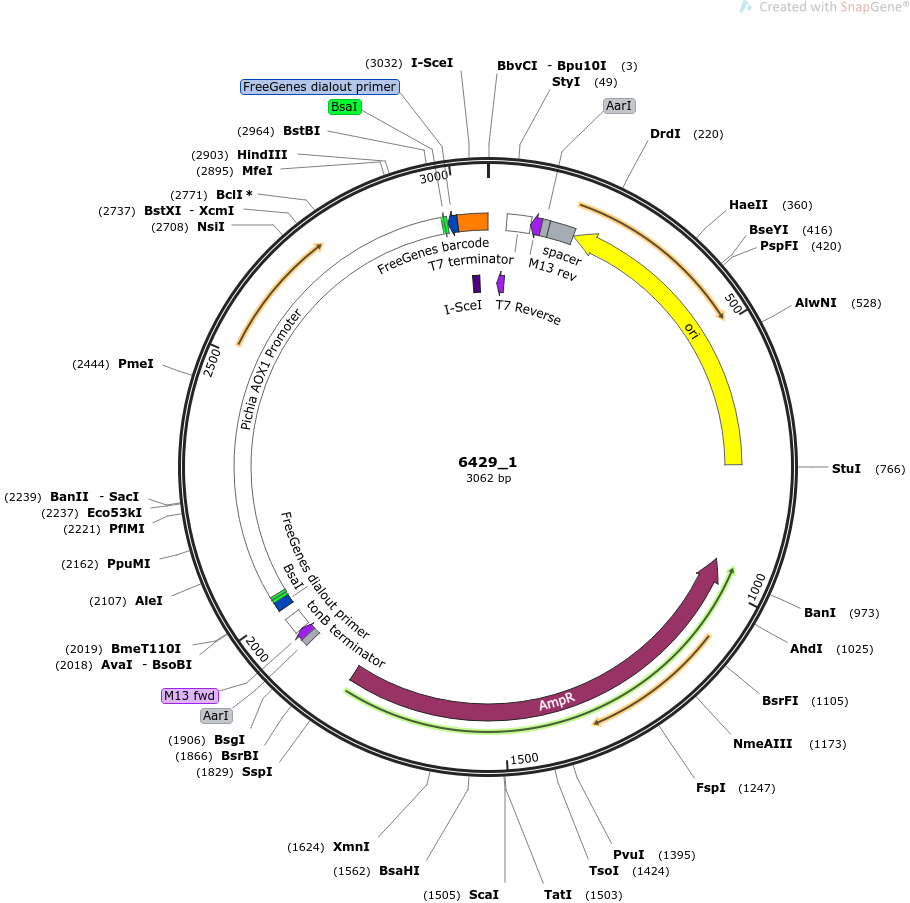 Created with SnapGene®
(3032) I-SceI
BbvCI - Bpu10I (3)
StyI (49)
FreeGenes dialout primer
BsaI
AarI
(2964) BstBI
DrdI (220)
(2903) HindIII
(2895) MfeI
3000
(2771) BclI *
(2737) BstXI - XcmI
(2708) NsII
HaeII (360)
BseYI (416)
PspFI (420)
FreeGenes barcode
T7 terminator
spacer
M13 rev
I-SceI
T7 Reverse
500
AlwNI (528)
ori
Pichia AOX1 Promoter
2500
(2444) PmeI
6429_1
3062 bp
StuI (766)
(2239) BanII - SacI
(2237) Eco53kI
(2221) PflMI
(2162) PpuMI
(2107) AleI
FreeGenes dialout primer
BsaI
tonB terminator
1000
BanI (973)
(2019) BmeT110I
(2018) AvaI - BsoBI
2000
AhdI (1025)
M13 fwd
AarI
AmpR
BsrFI (1105)
(1906) BsgI
(1866) BsrBI
(1829) SspI
NmeAIII (1173)
1500
FspI (1247)
(1624) XmnI
PvuI (1395)
(1562) BsaHI
TsoI (1424)
(1505) ScaI
TatI (1503)